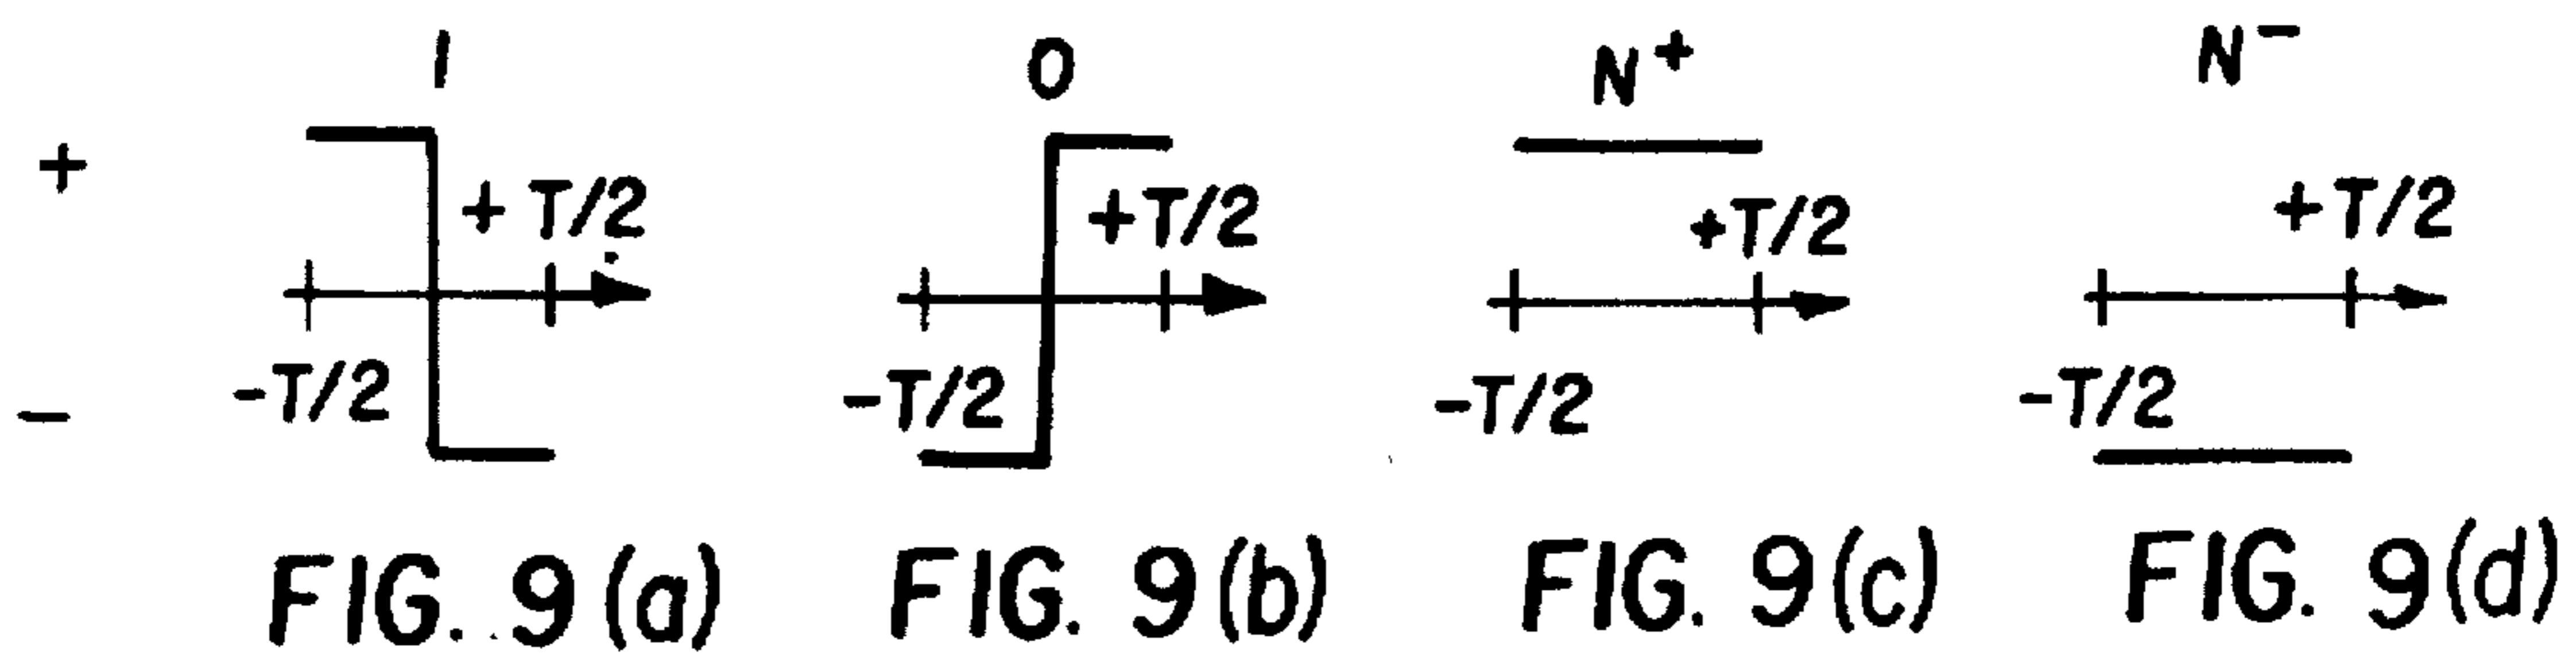 1 0 N⁺ N⁻
+ +T/2 +T/2 +T/2 +T/2
− -T/2 -T/2 -T/2 -T/2
FIG. 9(a) FIG. 9(b) FIG. 9(c) FIG. 9(d)